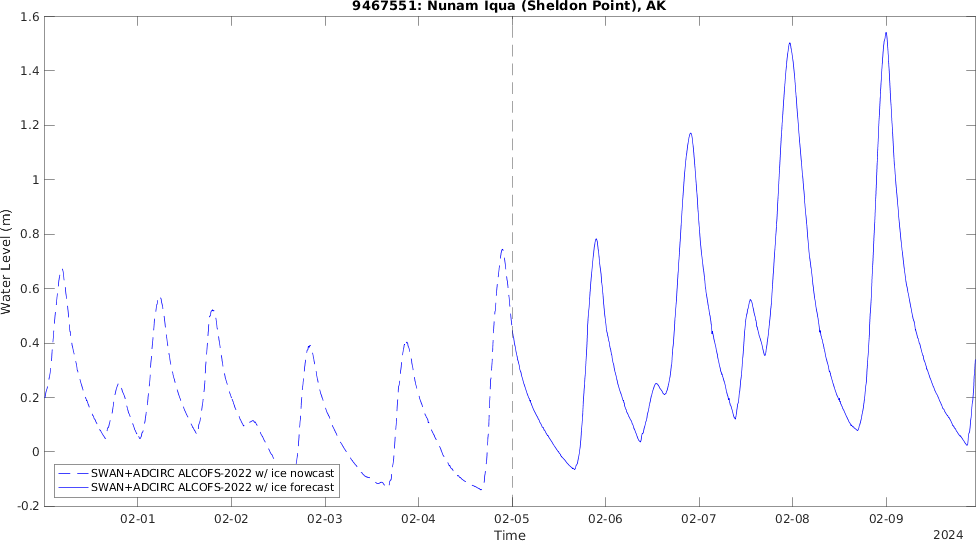 9467551: Nunam Iqua (Sheldon Point), AK
Water Level (m)
1.6
1.4
1.2
1
0.8
0.6
0.4
0.2
0
-0.2
SWAN+ADCIRC ALCOFS-2022 w/ ice nowcast
SWAN+ADCIRC ALCOFS-2022 w/ ice forecast
02-01 02-02 02-03 02-04 02-05 02-06 02-07 02-08 02-09
Time
2024